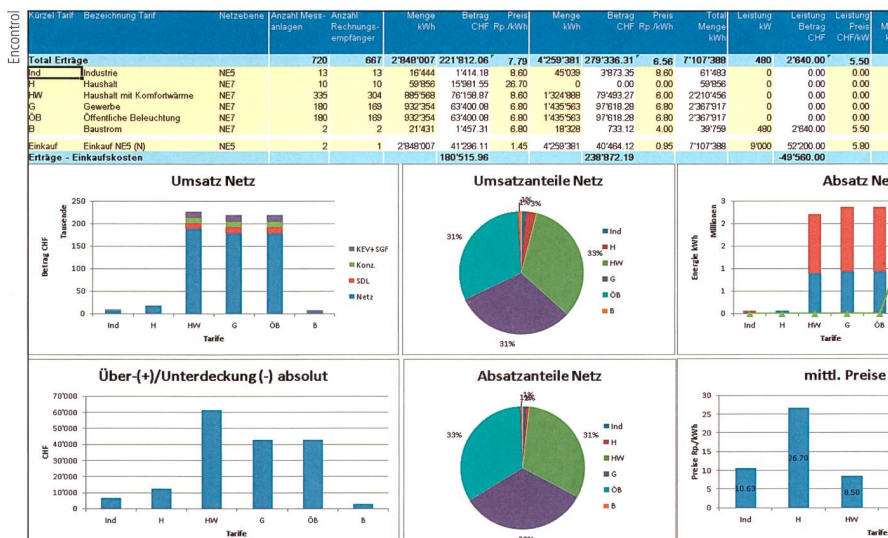 Encontrol
Kürzel Tarif Bezeichnung Tarif Netzebene Anzahl Mess-anlagen Anzahl Rechnungs-empfänger Menge kWh Betrag CHF Preis Rp./kWh Menge kWh Betrag CHF Preis Rp./kWh Total Menge kWh Leistung kW Leistung Betrag CHF Leistung Preis CHF/kW
Total Erträge 720 667 2'848'007 221'812.06 7.79 4'259'381 279'336.31 6.56 7'107'388 480 2'640.00 5.50
Ind Industrie NE5 13 13 16'444 1'414.18 8.60 45'039 3'873.35 8.60 61'483 0 0.00 0.00
H Haushalt NE7 10 10 59'856 15'981.55 26.70 0 0.00 0.00 59'856 0 0.00 0.00
HW Haushalt mit Komfortwärme NE7 335 304 885'568 76'158.87 8.60 1'324'888 79'493.27 6.00 2'210'456 0 0.00 0.00
G Gewerbe NE7 180 169 932'354 63'400.08 6.80 1'435'563 97'618.28 6.80 2'367'917 0 0.00 0.00
ÖB Öffentliche Beleuchtung NE7 180 169 932'354 63'400.08 6.80 1'435'563 97'618.28 6.80 2'367'917 0 0.00 0.00
B Baustrom NE7 2 2 21'431 1'457.31 6.80 18'328 733.12 4.00 39'759 480 2'640.00 5.50
Einkauf Einkauf NE5 (N) NE5 2 1 2'848'007 41'296.11 1.45 4'259'381 40'464.12 0.95 7'107'388 9'000 52'200.00 5.80
Erträge - Einkaufskosten 180'515.96 238'872.19 -49'560.00
Umsatz Netz
Betrag CHF
Tausende
250
200
150
100
50
0
Ind H HW G ÖB B
Tarife
KEV+SGF
Konz.
SDL
Netz
Umsatzanteile Netz
1%
3%
33%
31%
31%
Ind
H
HW
G
ÖB
B
Absatz Ne
Energie kWh
Millionen
3
2
2
1
1
0
Ind H HW G ÖB
Tarife
Über-(+)/Unterdeckung (-) absolut
CHF
70'000
60'000
50'000
40'000
30'000
20'000
10'000
0
Ind H HW G ÖB B
Tarife
Absatzanteile Netz
31%
33%
Ind
H
HW
G
ÖB
B
mittl. Preise
Preise Rp./kWh
30
25
20
15
10
5
0
10.63
26.70
8.50
Ind H HW
Tarife